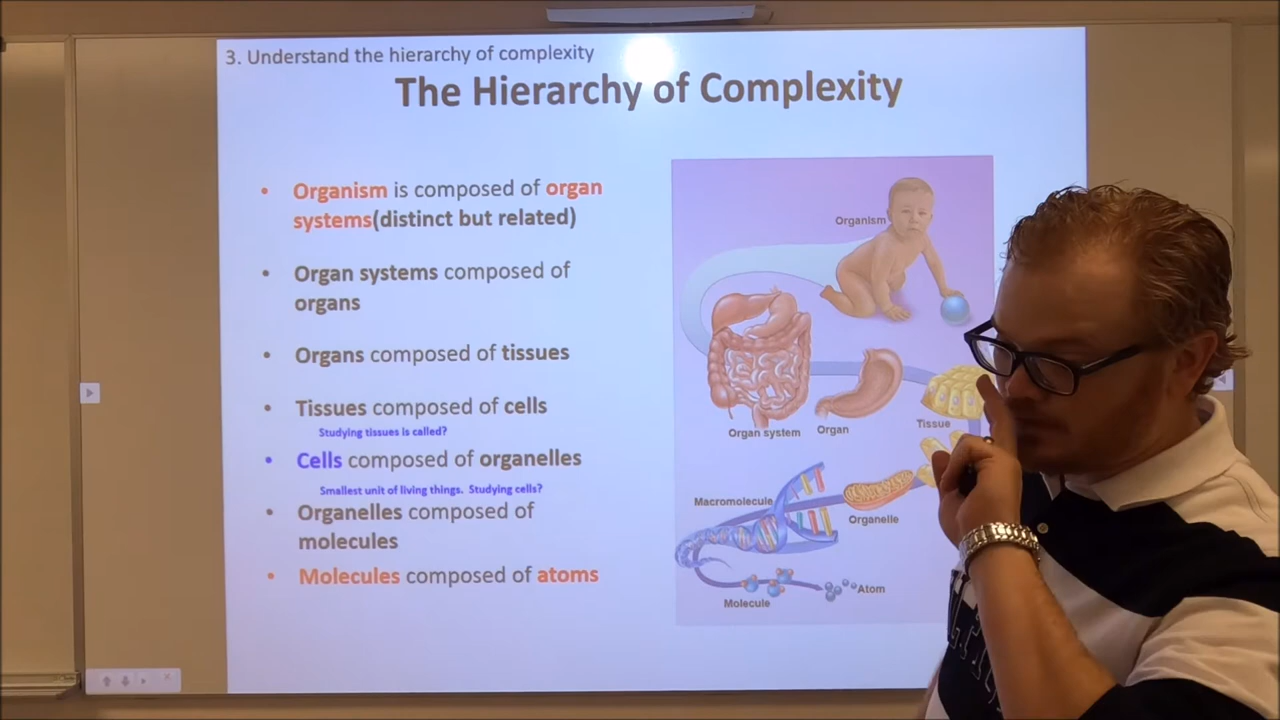 3. Understand the hierarchy of complexity
The Hierarchy of Complexity
• Organism is composed of organ
systems(distinct but related)
• Organ systems composed of
organs
• Organs composed of tissues
• Tissues composed of cells
Studying tissues is called?
• Cells composed of organelles
Smallest unit of living things. Studying cells?
• Organelles composed of
molecules
• Molecules composed of atoms
Organism
Organ system
Organ
Tissue
Macromolecule
Organelle
Molecule
Atom